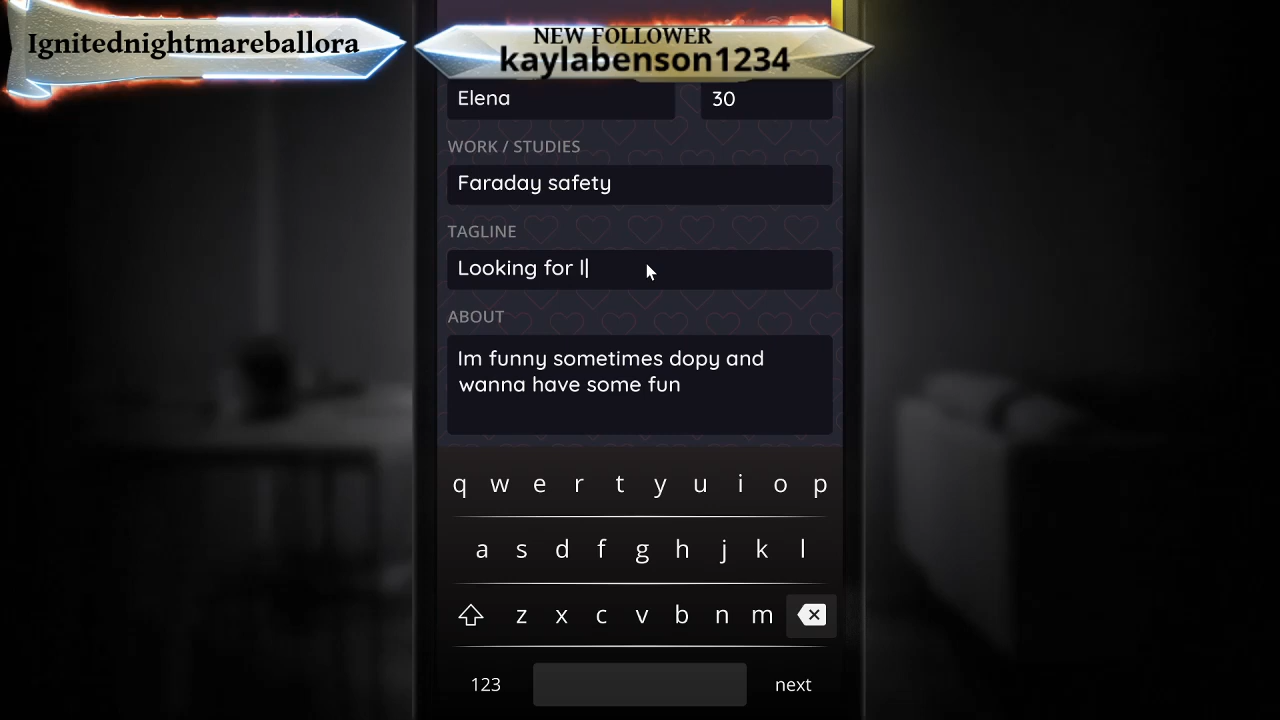 Ignitednightmareballora
NEW FOLLOWER
kaylabenson1234
Elena
30
WORK / STUDIES
Faraday safety
TAGLINE
Looking for l
ABOUT
Im funny sometimes dopy and
wanna have some fun
q w e r t y u i o p
a s d f g h j k l
z x c v b n m
123
next